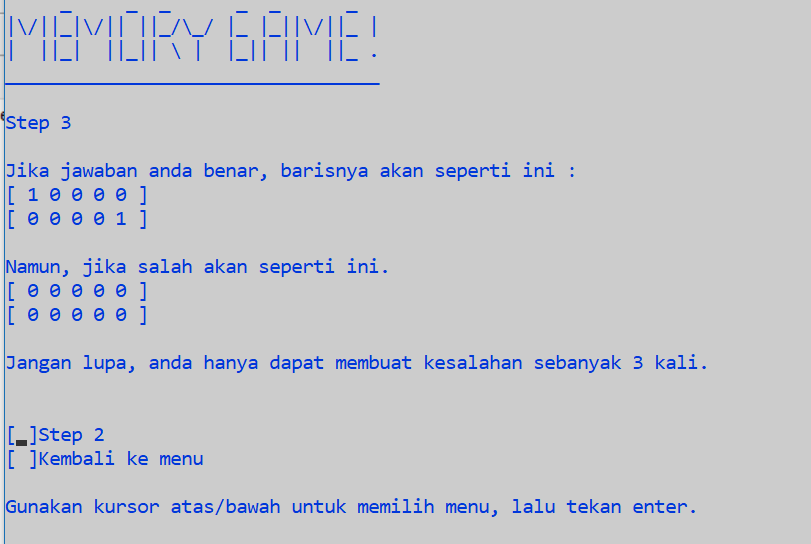 MEMORY GAME
Step 3
Jika jawaban anda benar, barisnya akan seperti ini :
[ 1 0 0 0 0 ]
[ 0 0 0 0 1 ]
Namun, jika salah akan seperti ini.
[ 0 0 0 0 0 ]
[ 0 0 0 0 0 ]
Jangan lupa, anda hanya dapat membuat kesalahan sebanyak 3 kali.
[ ]Step 2
[ ]Kembali ke menu
Gunakan kursor atas/bawah untuk memilih menu, lalu tekan enter.